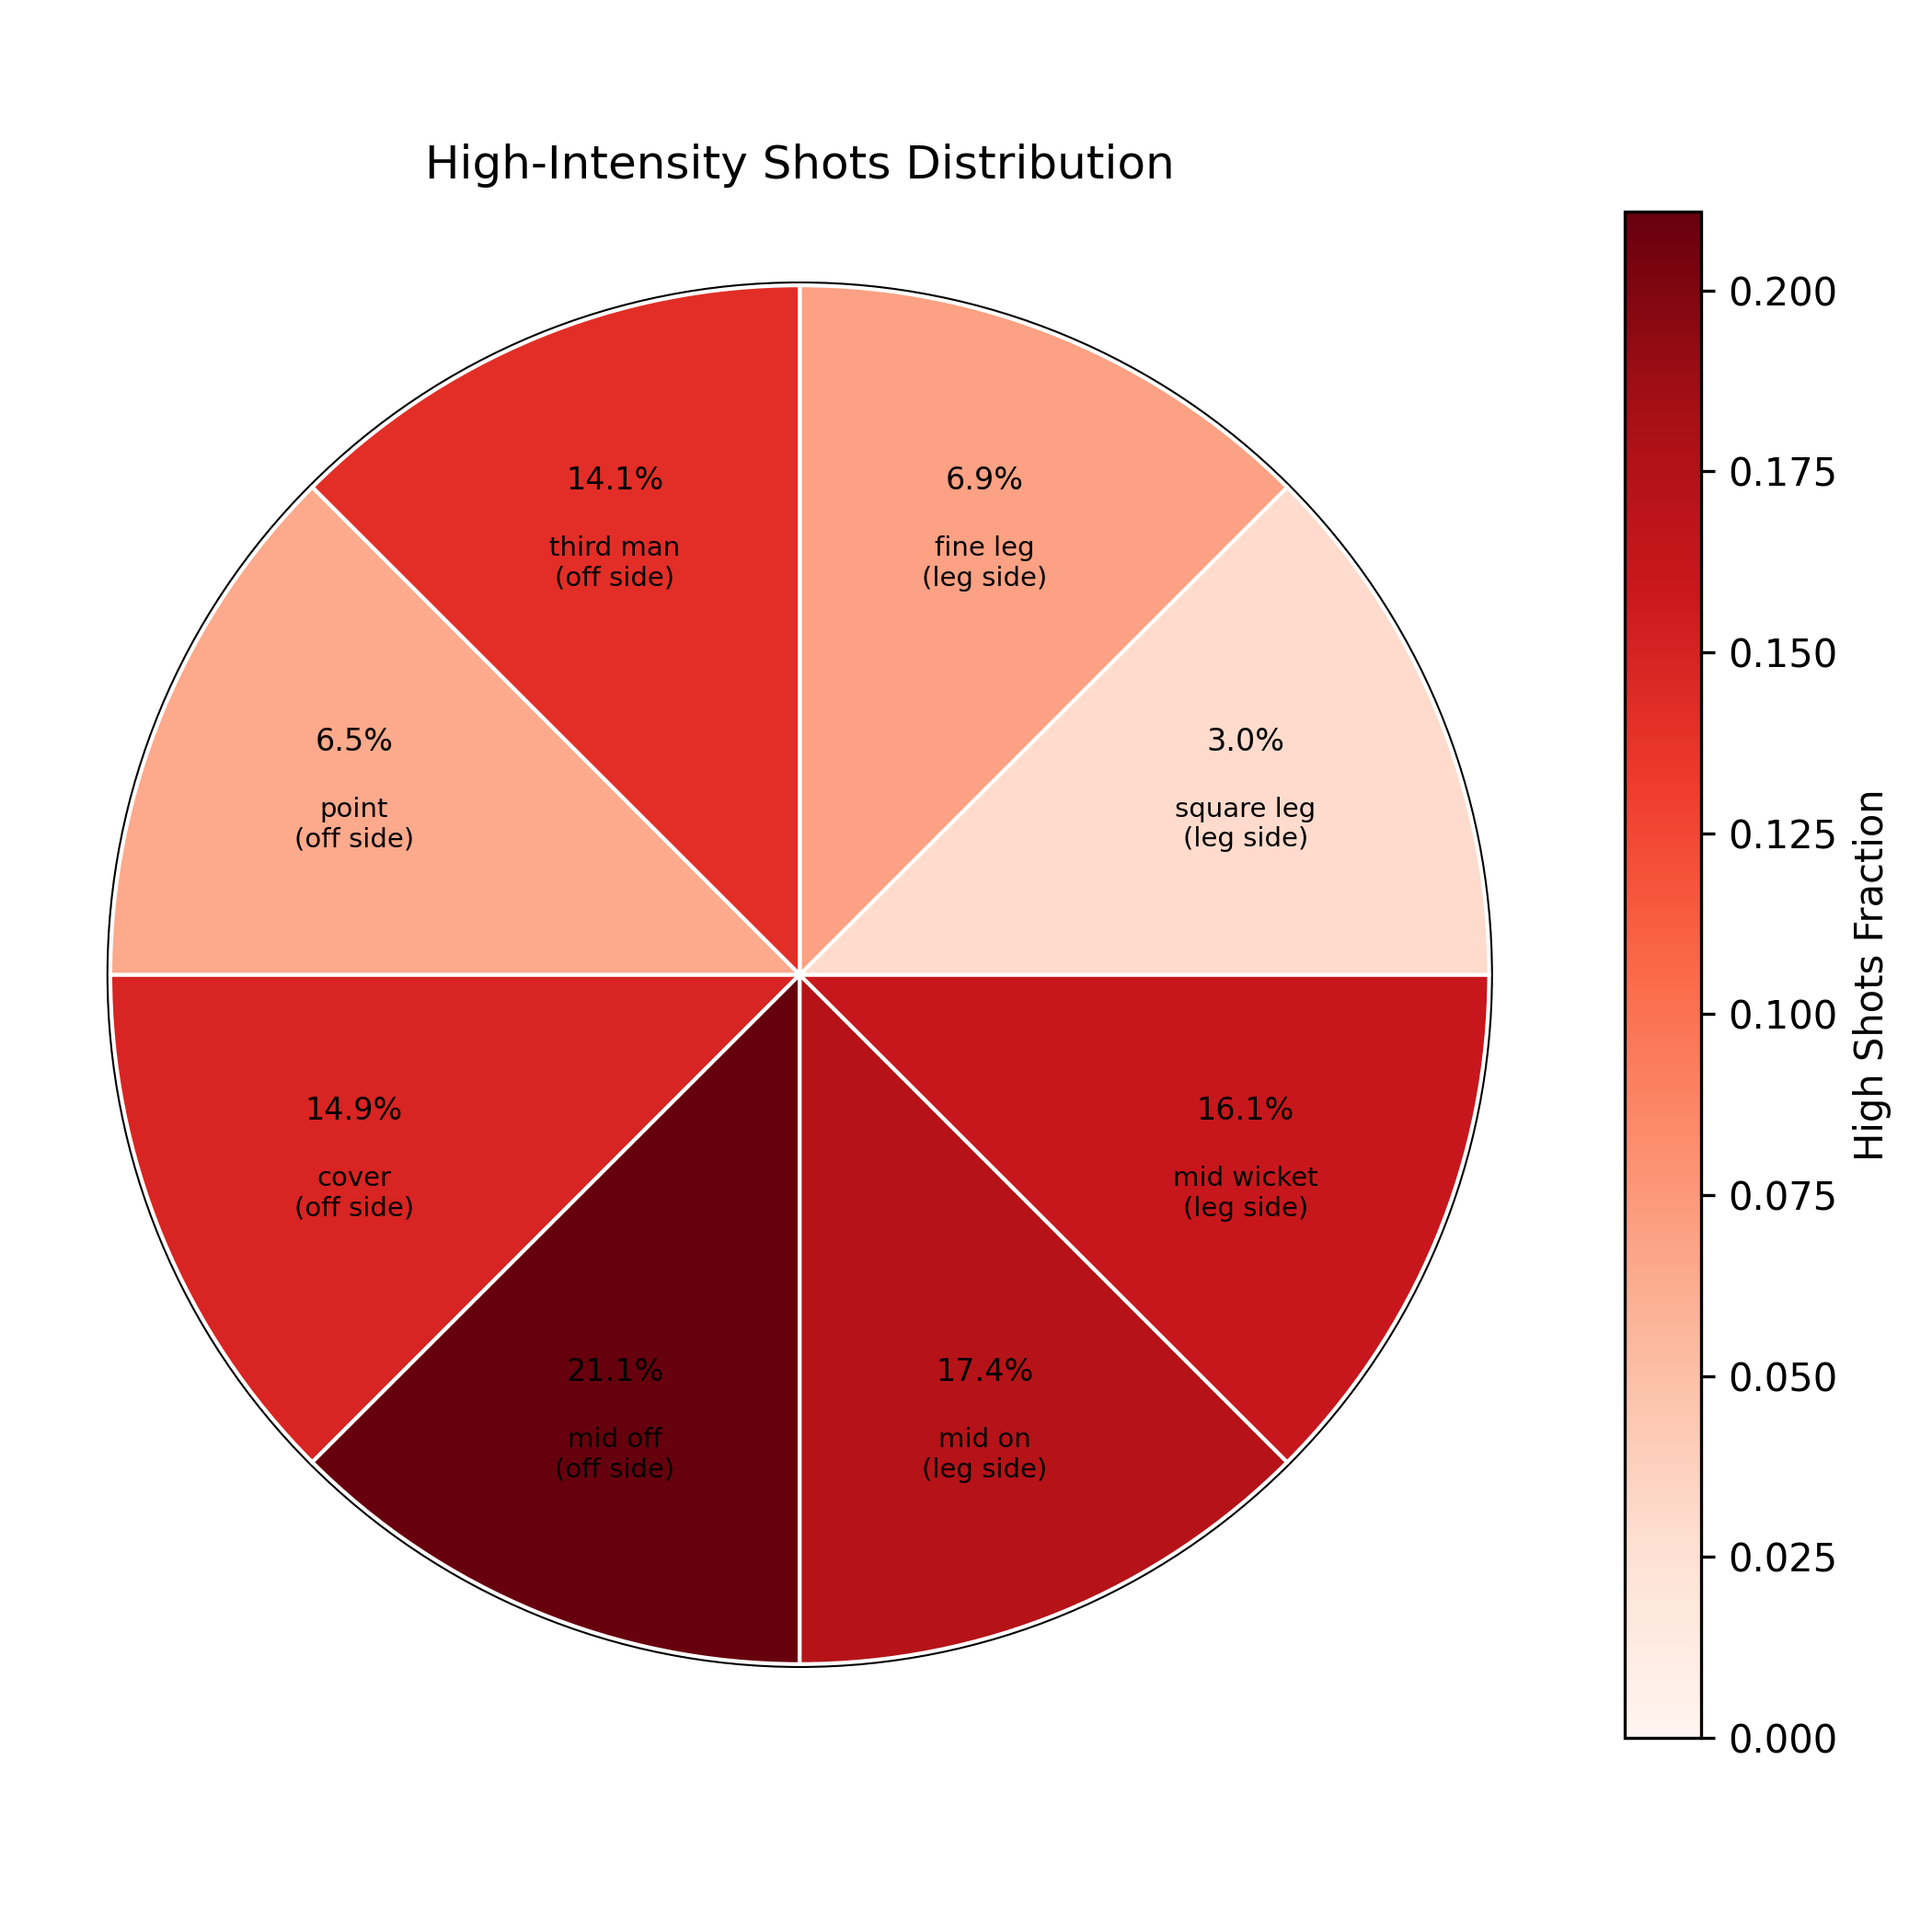 High-Intensity Shots Distribution
14.1%
third man
(off side)
6.9%
fine leg
(leg side)
6.5%
point
(off side)
3.0%
square leg
(leg side)
14.9%
cover
(off side)
16.1%
mid wicket
(leg side)
21.1%
mid off
(off side)
17.4%
mid on
(leg side)
0.200
0.175
0.150
0.125
0.100
0.075
0.050
0.025
0.000
High Shots Fraction